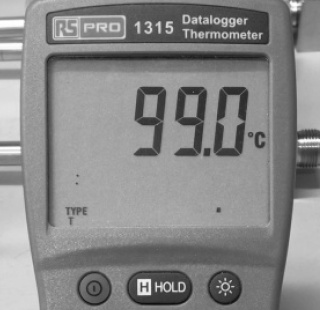 RS PRO 1315 Datalogger
Thermometer
99.0 °C
:
TYPE
T
H HOLD